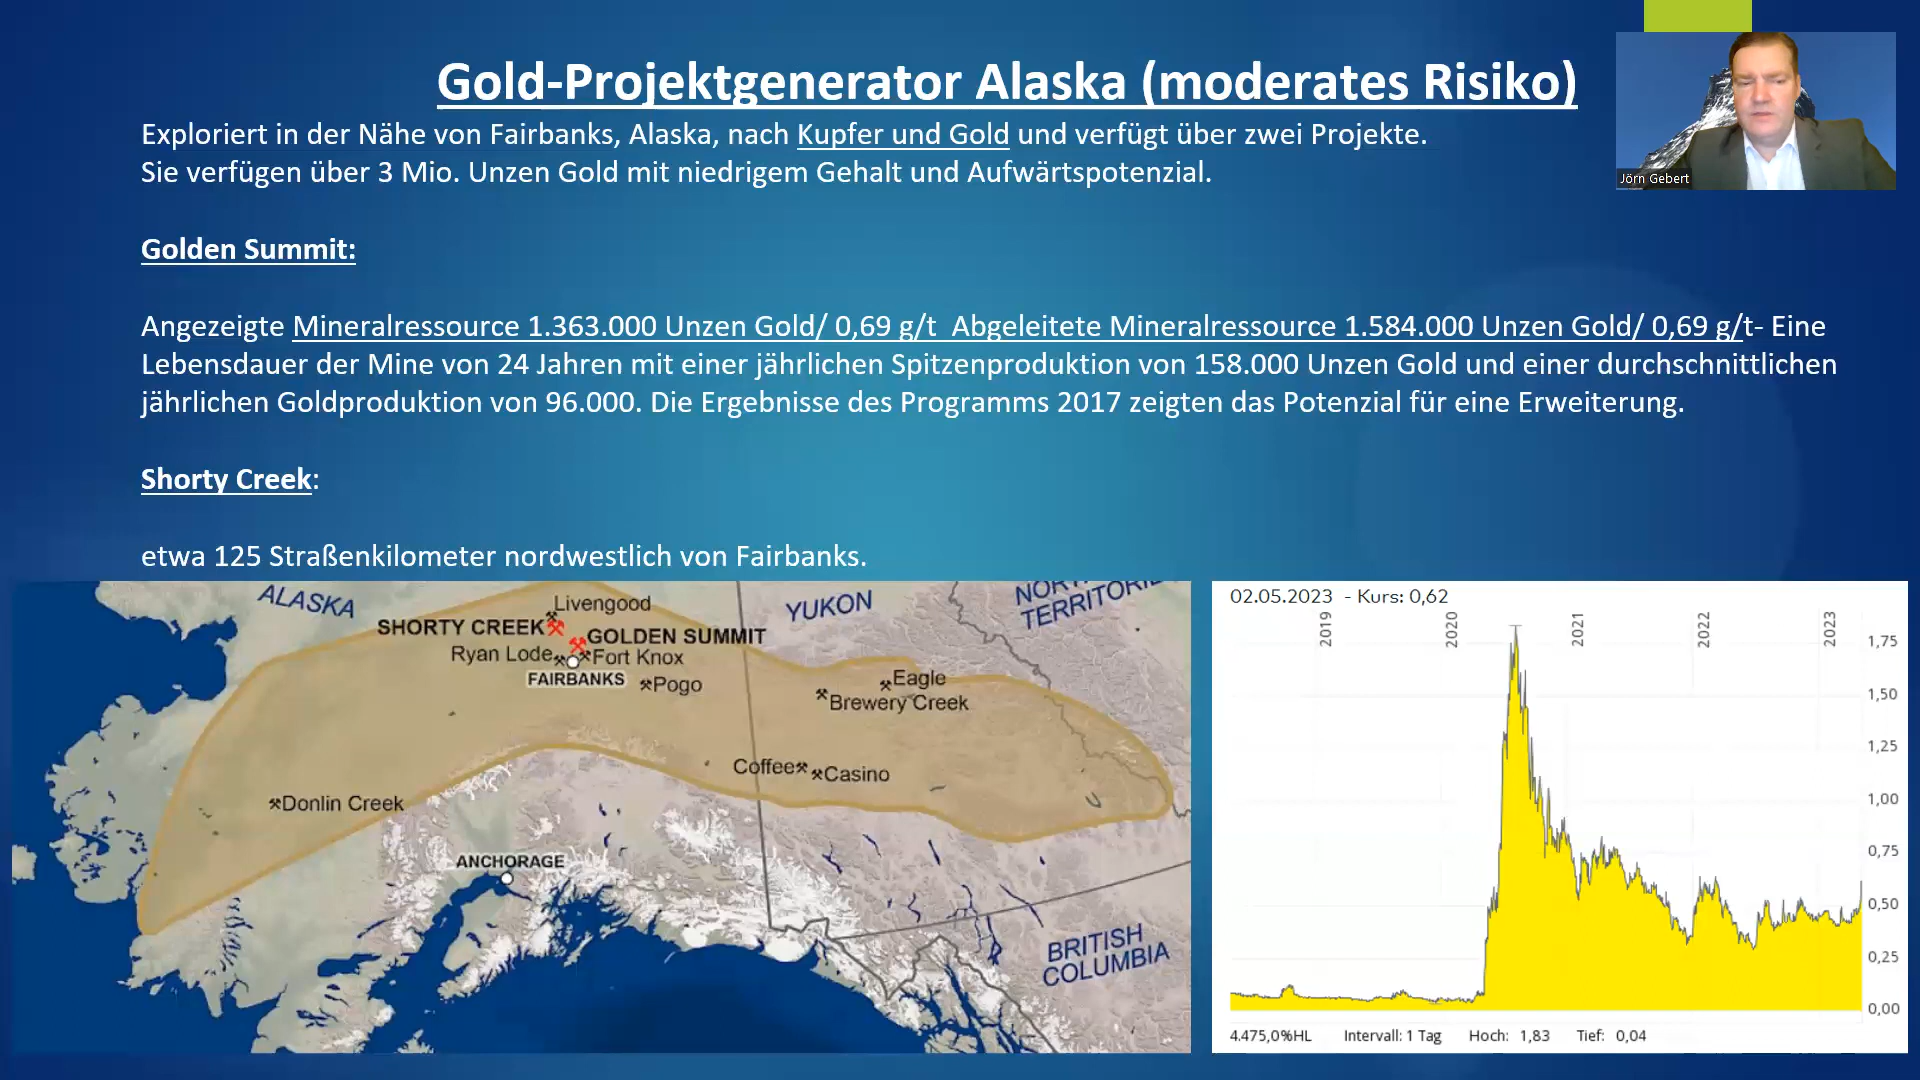 Gold-Projektgenerator Alaska (moderates Risiko)
Exploriert in der Nähe von Fairbanks, Alaska, nach Kupfer und Gold und verfügt über zwei Projekte.
Sie verfügen über 3 Mio. Unzen Gold mit niedrigem Gehalt und Aufwärtspotenzial.
Jörn Gebert
Golden Summit:
Angezeigte Mineralressource 1.363.000 Unzen Gold/ 0,69 g/t  Abgeleitete Mineralressource 1.584.000 Unzen Gold/ 0,69 g/t- Eine
Lebensdauer der Mine von 24 Jahren mit einer jährlichen Spitzenproduktion von 158.000 Unzen Gold und einer durchschnittlichen
jährlichen Goldproduktion von 96.000. Die Ergebnisse des Programms 2017 zeigten das Potenzial für eine Erweiterung.
Shorty Creek:
etwa 125 Straßenkilometer nordwestlich von Fairbanks.
ALASKA
Livengood
YUKON
NORTH
TERRITORIE
SHORTY CREEK
GOLDEN SUMMIT
Ryan Lode
Fort Knox
FAIRBANKS
Pogo
Eagle
Brewery Creek
Coffee
Casino
Donlin Creek
ANCHORAGE
BRITISH
COLUMBIA
02.05.2023 - Kurs: 0,62
2019
2020
2021
2022
2023
1,75
1,50
1,25
1,00
0,75
0,50
0,25
0,00
4.475,0%HL Intervall: 1 Tag Hoch: 1,83 Tief: 0,04